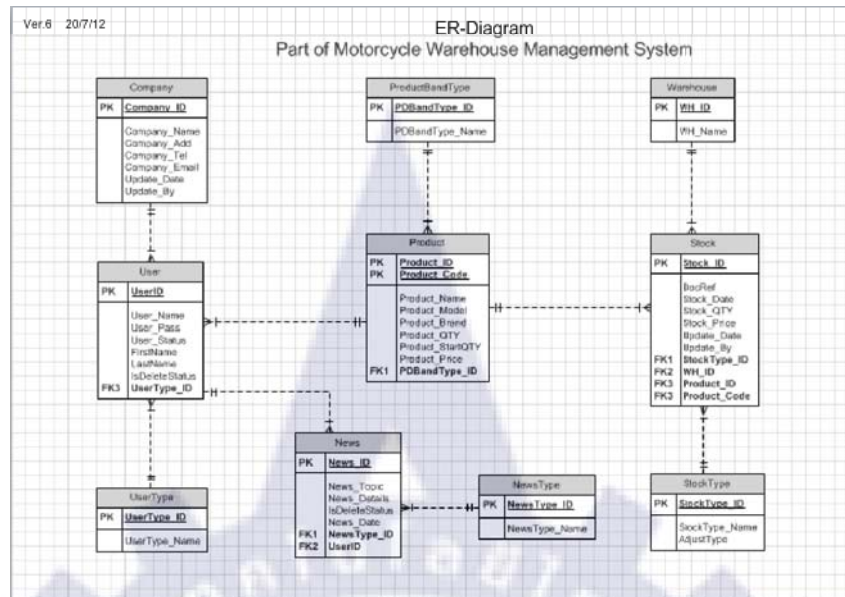 Ver.6 20/7/12
ER-Diagram
Part of Motorcycle Warehouse Management System
Company
PK Company_ID
Company_Name
Company_Add
Company_Tel
Company_Email
Update_Date
Update_By
ProductBandType
PK PDBandType_ID
PDBandType_Name
Warehouse
PK WH_ID
WH_Name
User
PK UserID
User_Name
User_Pass
User_Status
FirstName
LastName
IsDeleteStatus
FK3 UserType_ID
Product
PK Product_ID
PK Product_Code
Product_Name
Product_Model
Product_Brand
Product_QTY
Product_StartQTY
Product_Price
FK1 PDBandType_ID
Stock
PK Stock_ID
DocRef
Stock_Date
Stock_QTY
Stock_Price
Update_Date
Update_By
FK1 StockType_ID
FK2 WH_ID
FK3 Product_ID
FK3 Product_Code
News
PK News_ID
News_Topic
News_Details
IsDeleteStatus
News_Date
FK1 NewsType_ID
FK2 UserID
UserType
PK UserType_ID
UserType_Name
NewsType
PK NewsType_ID
NewsType_Name
StockType
PK StockType_ID
StockType_Name
AdjustType